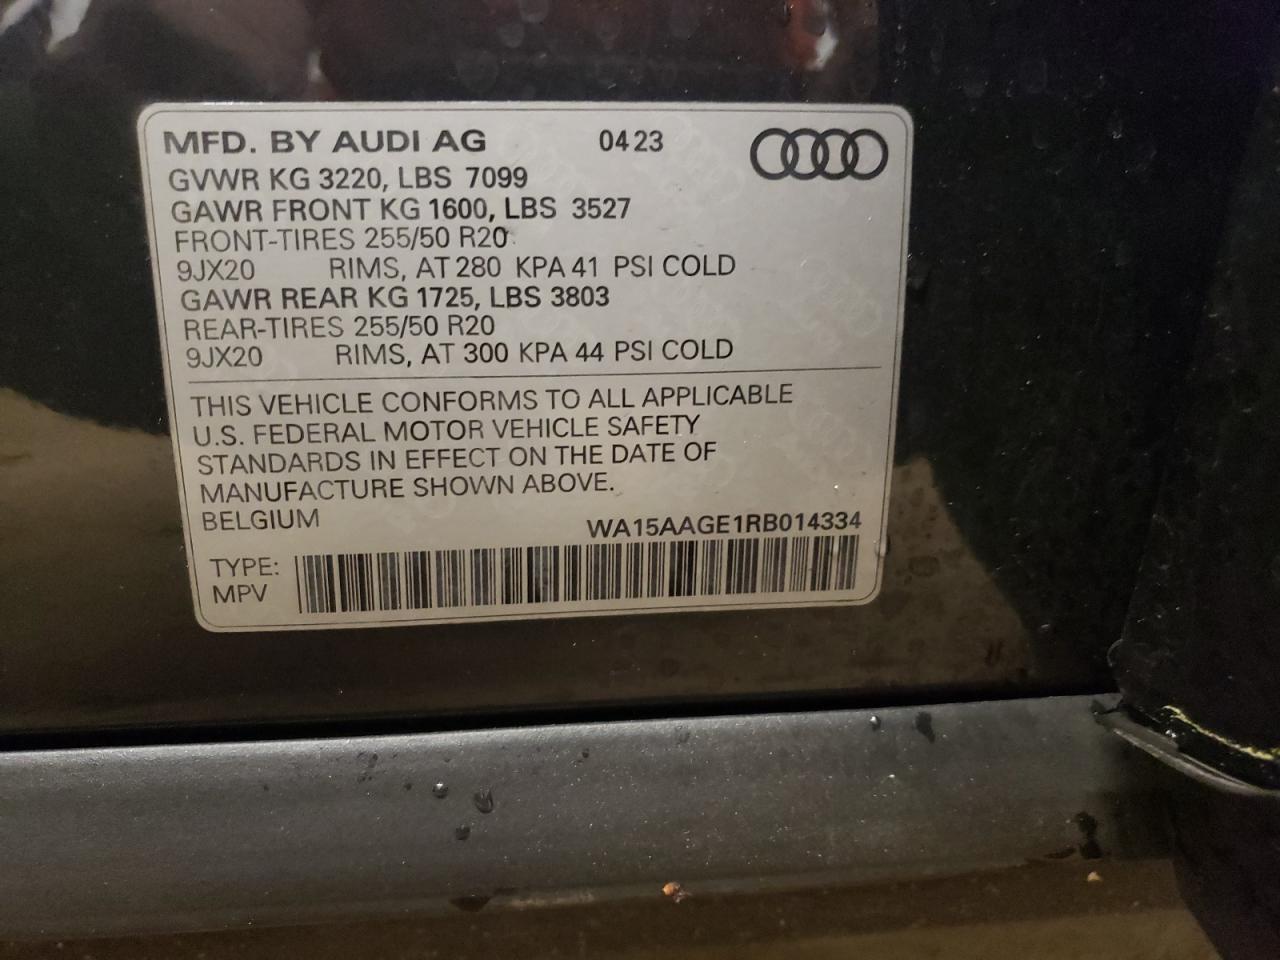 MFD. BY AUDI AG 0423
GVWR KG 3220, LBS 7099
GAWR FRONT KG 1600, LBS 3527
FRONT-TIRES 255/50 R20
9JX20 RIMS, AT 280 KPA 41 PSI COLD
GAWR REAR KG 1725, LBS 3803
REAR-TIRES 255/50 R20
9JX20 RIMS, AT 300 KPA 44 PSI COLD
THIS VEHICLE CONFORMS TO ALL APPLICABLE
U.S. FEDERAL MOTOR VEHICLE SAFETY
STANDARDS IN EFFECT ON THE DATE OF
MANUFACTURE SHOWN ABOVE.
BELGIUM WA15AAGE1RB014334
TYPE:
MPV